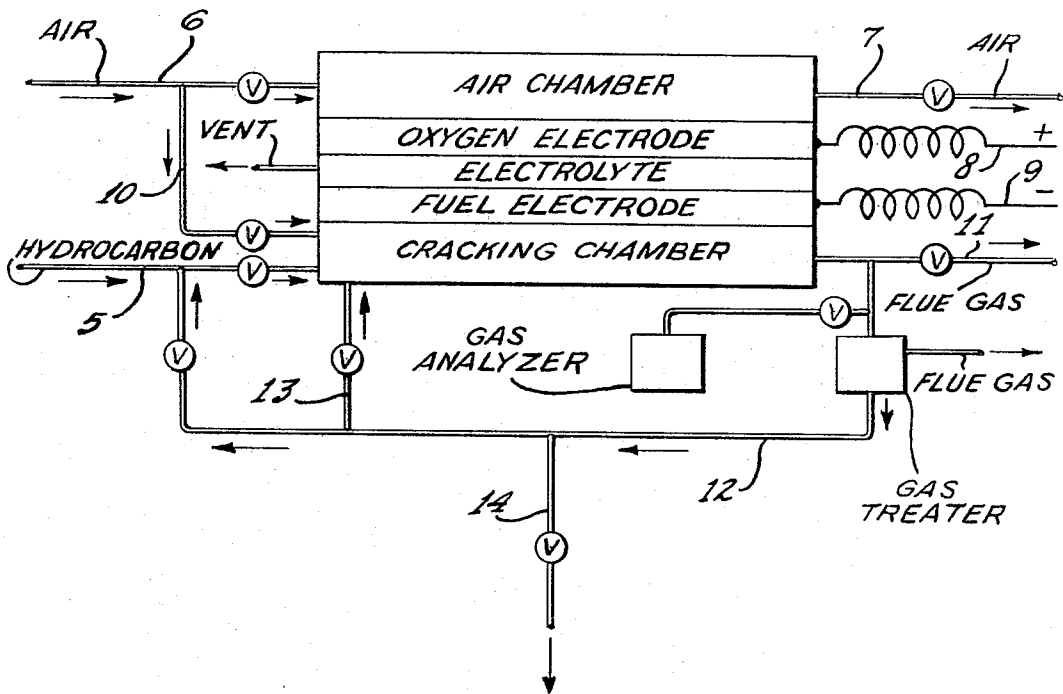 AIR
6
V
AIR CHAMBER
7
V
AIR
VENT
OXYGEN ELECTRODE
+
8
ELECTROLYTE
10
FUEL ELECTRODE
9
-
V
11
HYDROCARBON
V
CRACKING CHAMBER
V
FLUE GAS
5
V
V
GAS
ANALYZER
V
FLUE GAS
13
12
GAS
TREATER
14
V